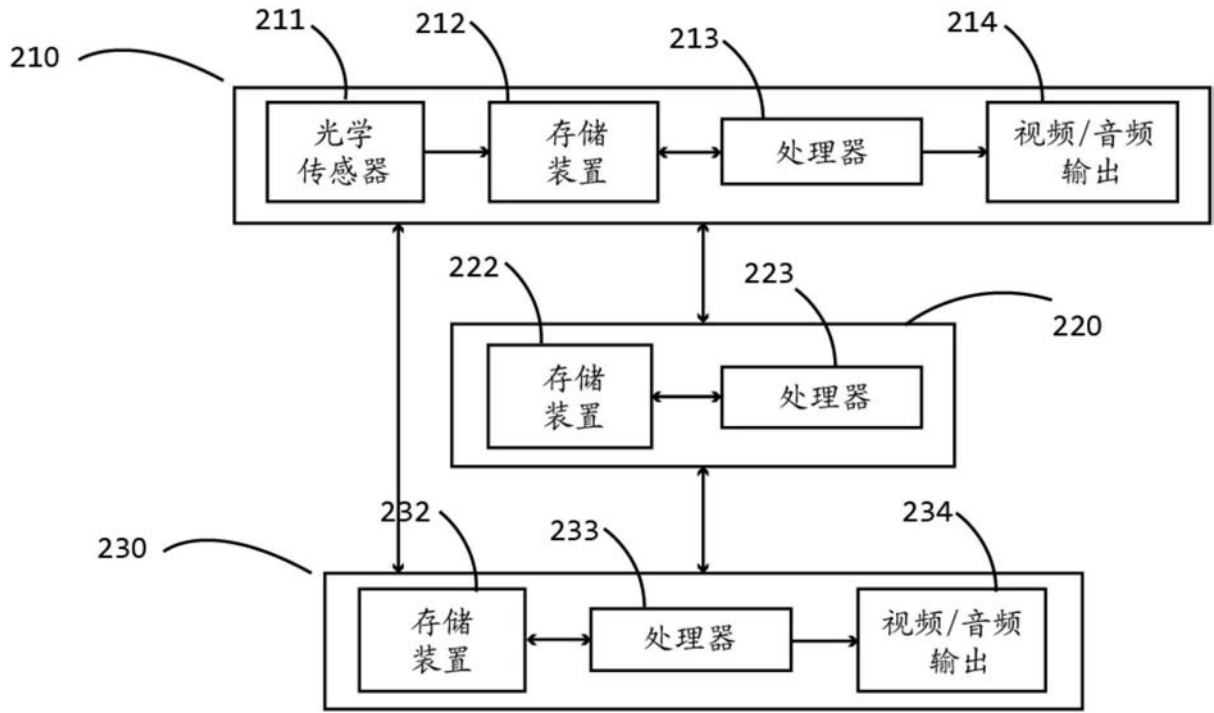 211
212
213
214
210
光学
传感器
存储
装置
处理器
视频/音频
输出
222
223
220
存储
装置
处理器
232
233
234
230
存储
装置
处理器
视频/音频
输出